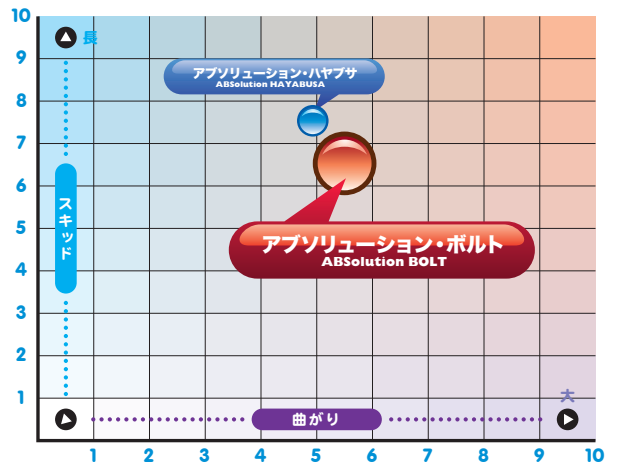 10
長
9
アブソリューション・ハヤブサ
ABSolution HAYABUSA
8
7
6
スキッド
5
アブソリューション・ボルト
ABSolution BOLT
4
3
2
1
大
曲がり
1 2 3 4 5 6 7 8 9 10